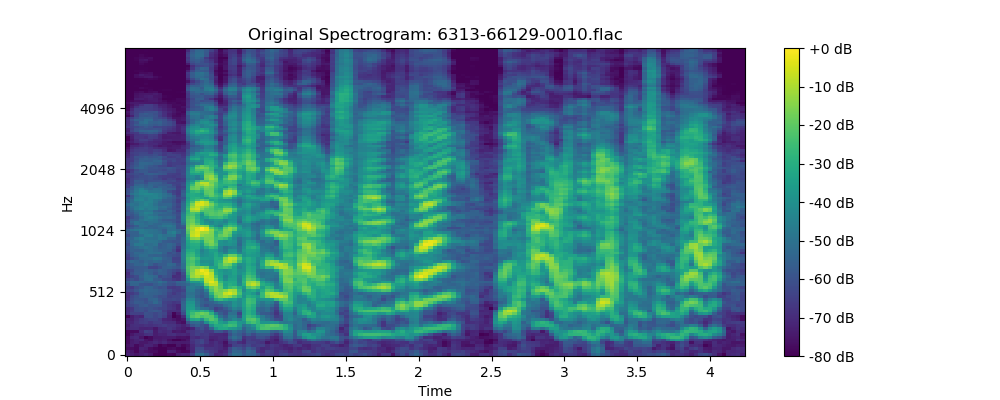 Original Spectrogram: 6313-66129-0010.flac
Hz
4096
2048
1024
512
0
0 0.5 1 1.5 2 2.5 3 3.5 4
Time
+0 dB
-10 dB
-20 dB
-30 dB
-40 dB
-50 dB
-60 dB
-70 dB
-80 dB